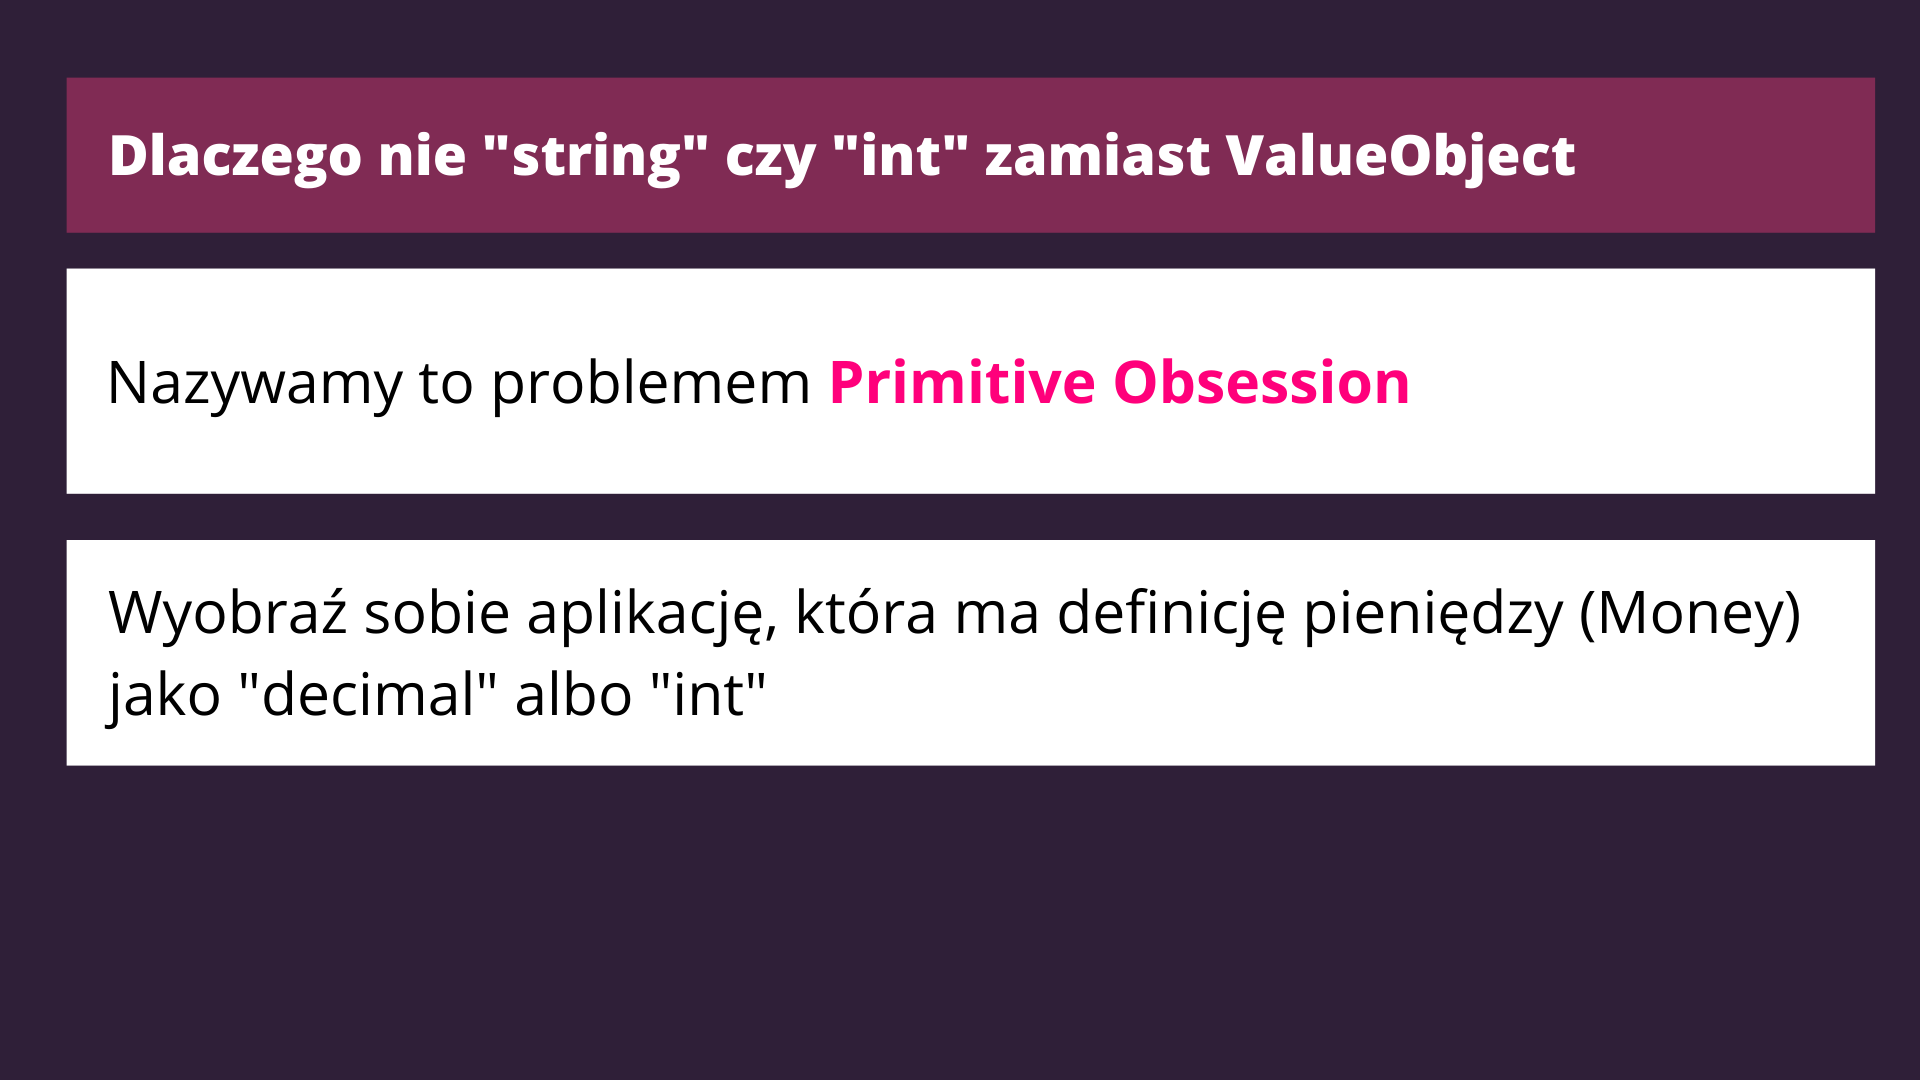 Dlaczego nie "string" czy "int" zamiast ValueObject
Nazywamy to problemem Primitive Obsession
Wyobraź sobie aplikację, która ma definicję pieniędzy (Money)
jako "decimal" albo "int"